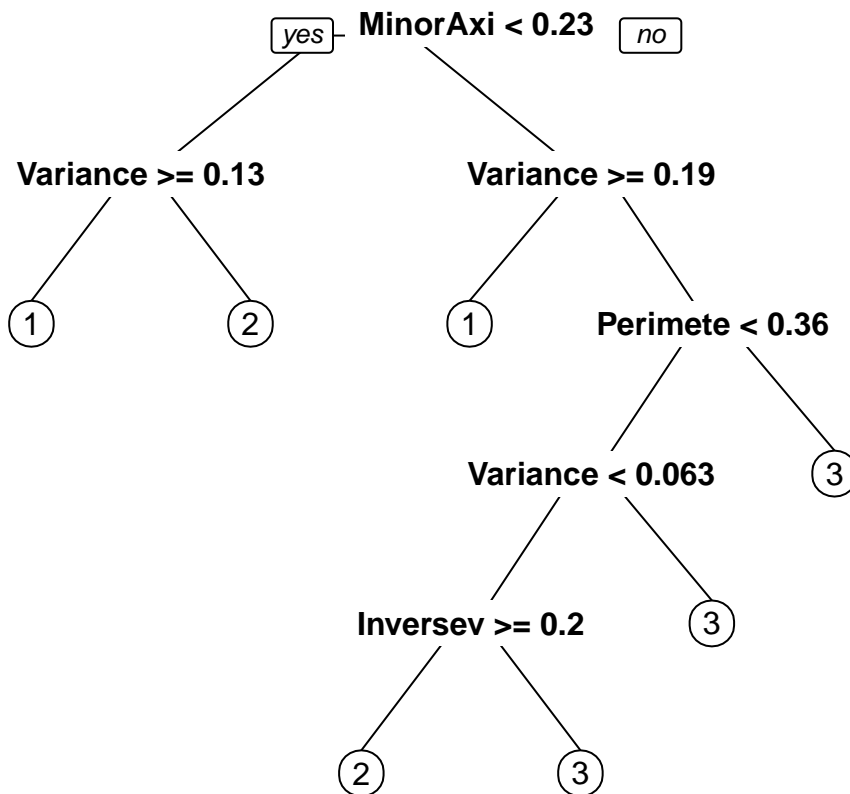 yes MinorAxi < 0.23 no
Variance >= 0.13 Variance >= 0.19
1 2 1 Perimete < 0.36
Variance < 0.063 3
Inversev >= 0.2 3
2 3